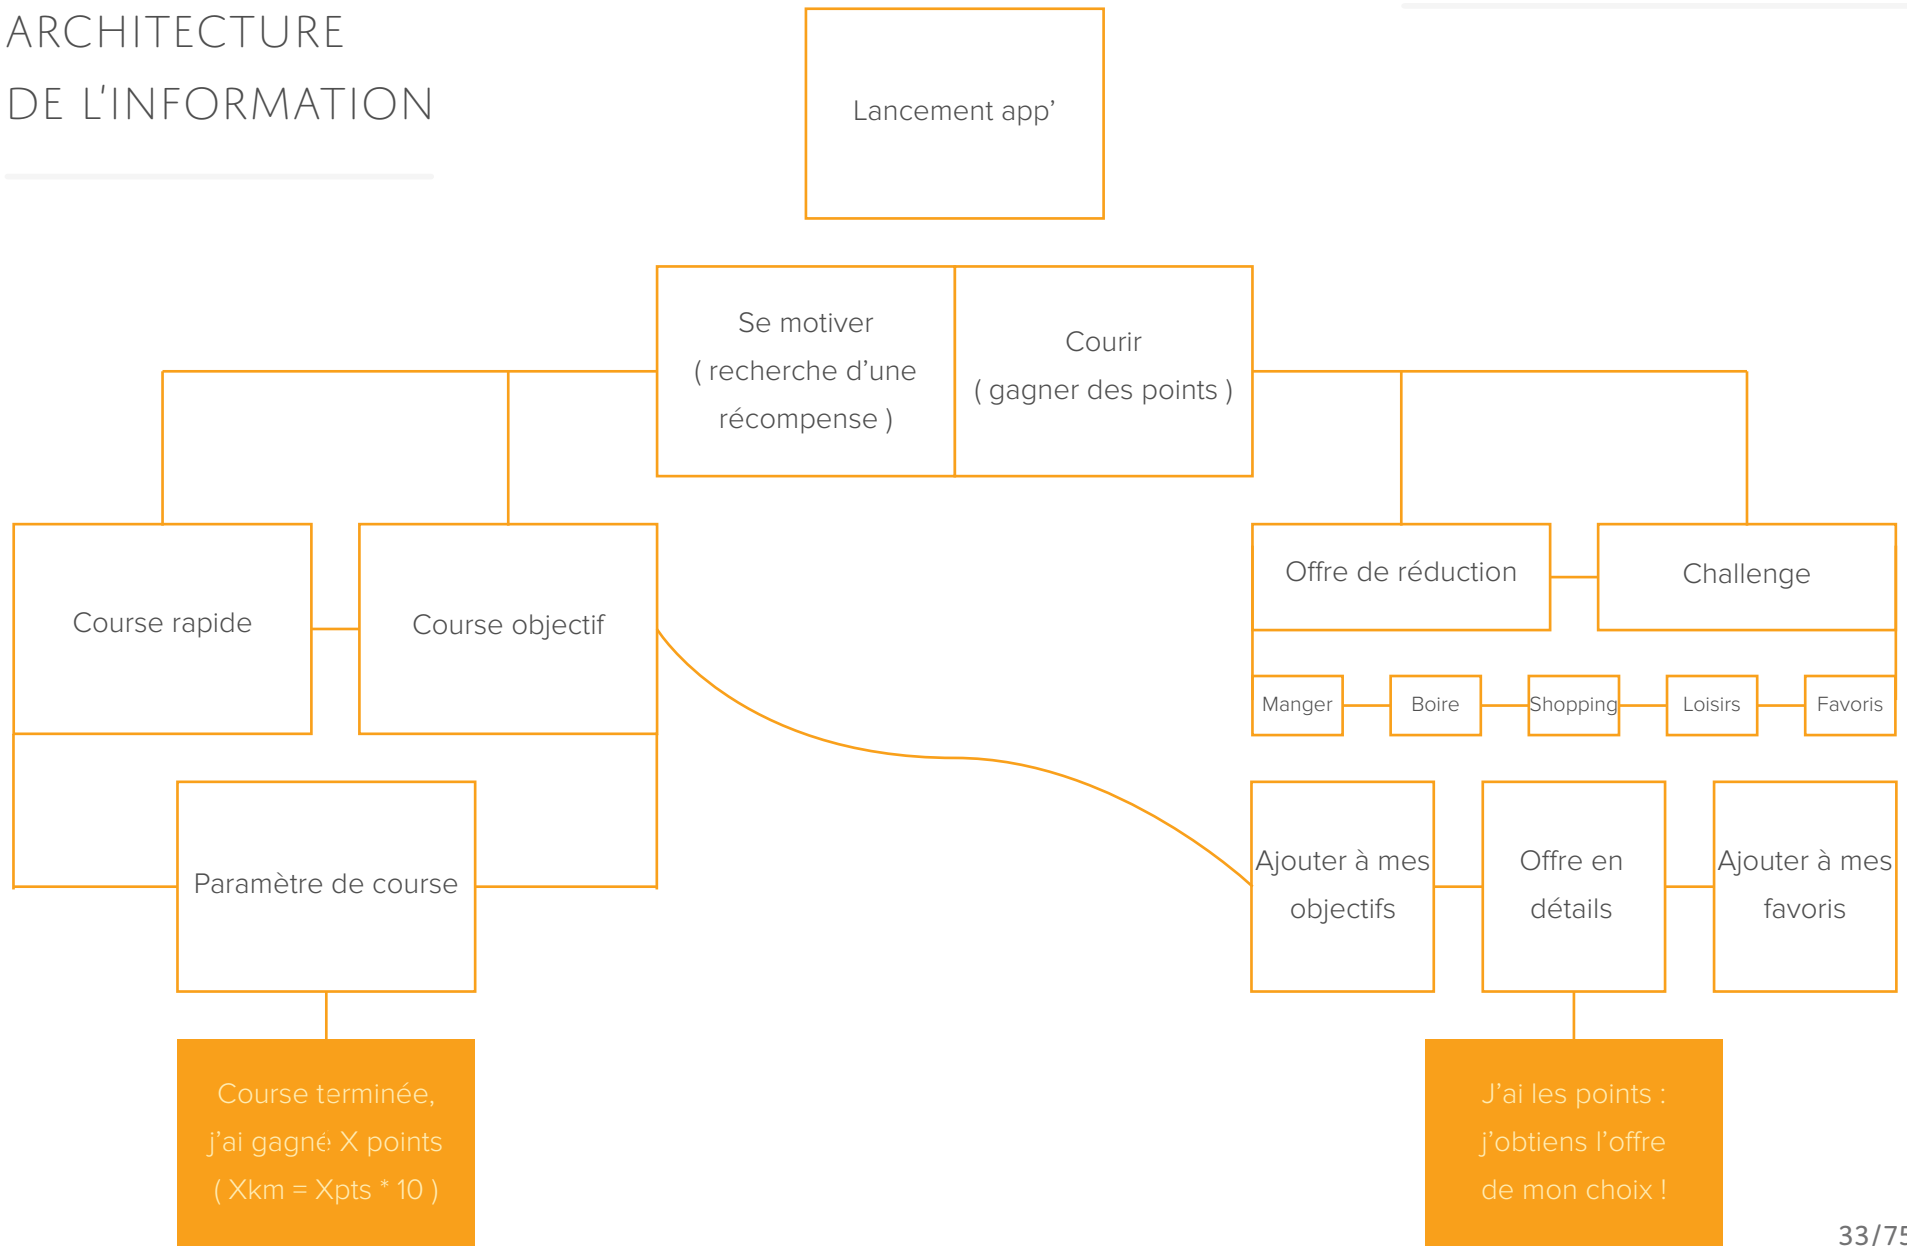 ARCHITECTURE
DE L'INFORMATION
Lancement app’
Se motiver
( recherche d’une
récompense )
Courir
( gagner des points )
Course rapide
Course objectif
Offre de réduction
Challenge
Manger
Boire
Shopping
Loisirs
Favoris
Paramètre de course
Ajouter à mes
objectifs
Offre en
détails
Ajouter à mes
favoris
Course terminée,
j’ai gagné X points
( Xkm = Xpts * 10 )
J’ai les points :
j’obtiens l’offre
de mon choix !
33/75